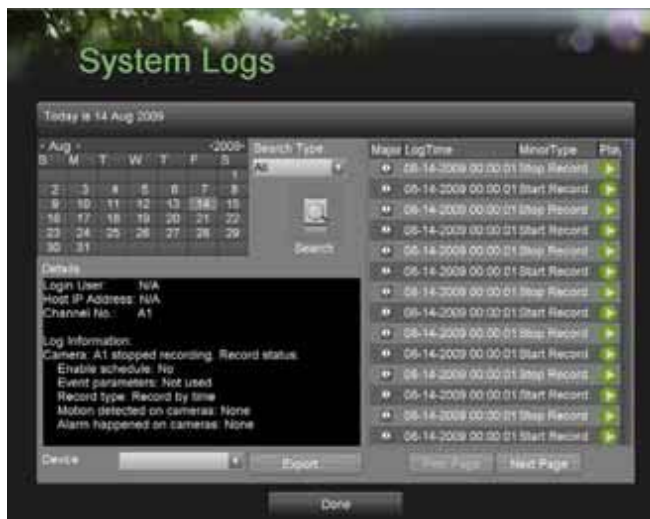 System Logs
Today is 14 Aug 2009
Aug 2009
S M T W T F S
1
2 3 4 5 6 7 8
9 10 11 12 13 14 15
16 17 18 19 20 21 22
23 24 25 26 27 28 29
30 31
Search Type
All
Search
Details
Login User: N/A
Host IP Address: N/A
Channel No.: A1
Log Information:
Camera: A1 stopped recording. Record status:
Enable schedule: No
Event parameters: Not used
Record type: Record by time
Motion detected on cameras: None
Alarm happened on cameras: None
Device
Export
Major LogTime MinorType Play
08-14-2009 00:00:01 Stop Record
08-14-2009 00:00:01 Start Record
08-14-2009 00:00:01 Stop Record
08-14-2009 00:00:01 Start Record
08-14-2009 00:00:01 Stop Record
08-14-2009 00:00:01 Start Record
08-14-2009 00:00:01 Stop Record
08-14-2009 00:00:01 Start Record
08-14-2009 00:00:01 Stop Record
08-14-2009 00:00:01 Start Record
08-14-2009 00:00:01 Stop Record
08-14-2009 00:00:01 Start Record
08-14-2009 00:00:01 Stop Record
08-14-2009 00:00:01 Start Record
Prev Page Next Page
Done